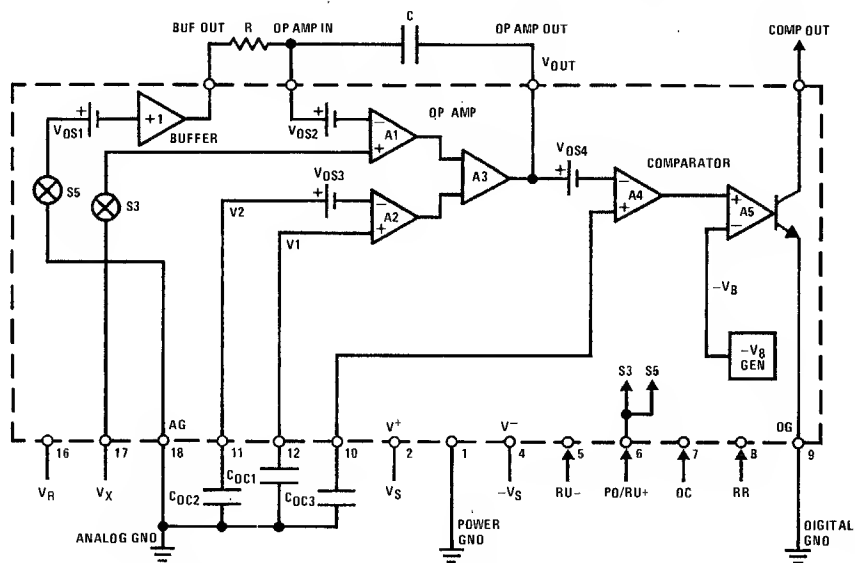 BUF OUT R OP AMP IN C OP AMP OUT COMP OUT
VOUT
+ VOS1 +1 BUFFER
+ VOS2 − + A1 OP AMP
A3
+ VOS3 − + A2
VOS4 + − + A4 COMPARATOR
+ − A5
S5
S3
V2
V1
−VB
−VB
GEN
S3 S5
AG V+ V− OG
16 17 18 11 12 10 2 1 4 5 6 7 8 9
VR VX COC2 COC1 COC3 VS −VS RU− PO/RU+ OC RR
ANALOG GNO
POWER
GNO
DIGITAL
GNO